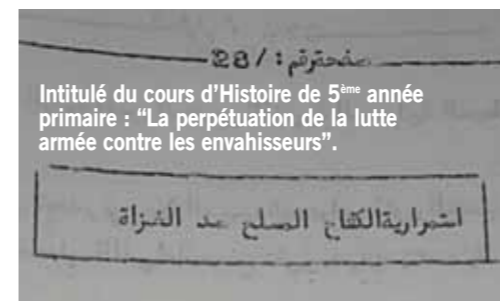 صفحة رقم : / 28
Intitulé du cours d’Histoire de 5ème année
primaire : “La perpétuation de la lutte
armée contre les envahisseurs”.
استمرارية الكفاح المسلح ضد الغزاة